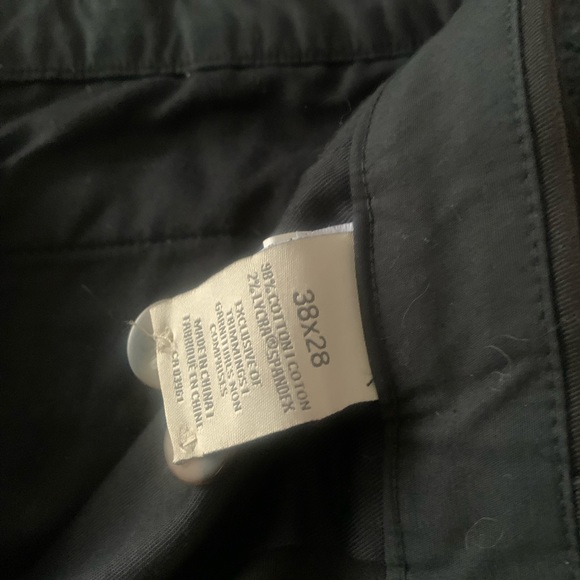 38X28
98% COTTON / COTON
2% LYCRA® SPANDEX
EXCLUSIVE OF
TRIMMINGS /
GARNITURES NON
COMPRISES
MADE IN CHINA /
FABRIQUE EN CHINE
CA 03961